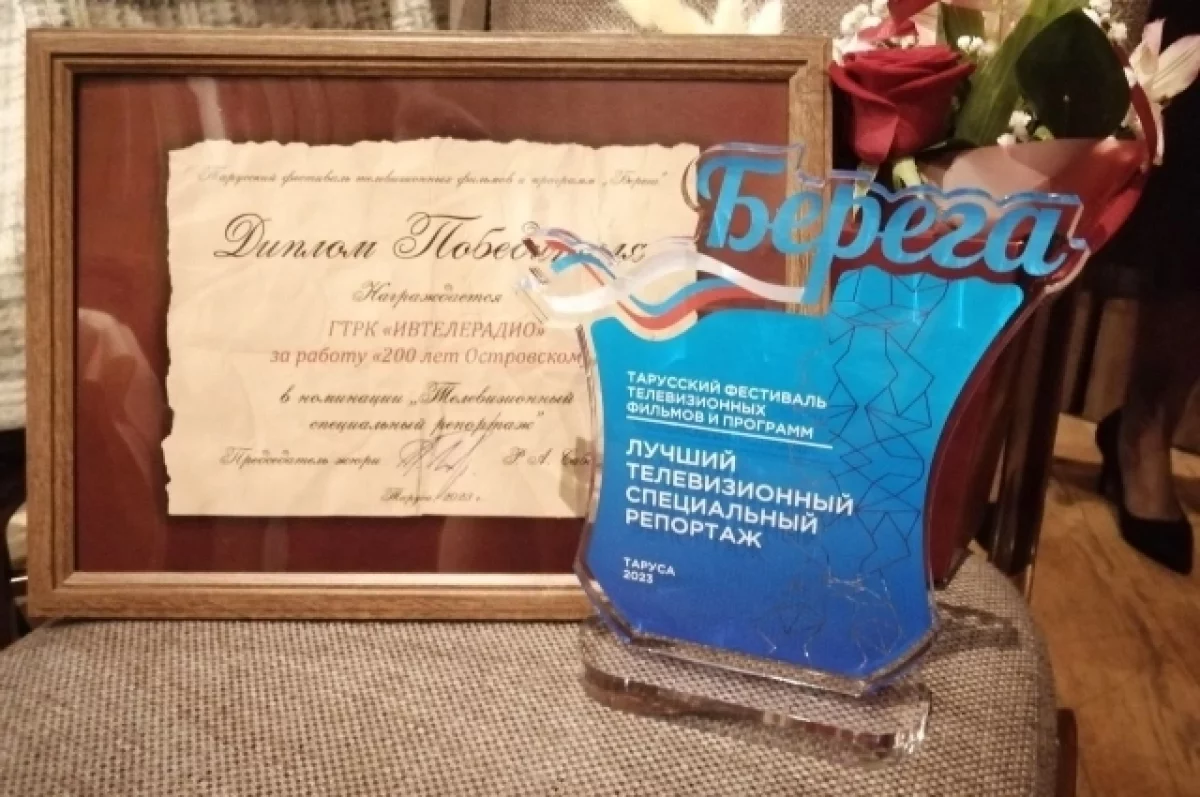 Тарусский фестиваль телевизионных фильмов и программ „Берега"
Диплом Победителя
Награждается
ГТРК «ИВТЕЛЕРАДИО»
за работу «200 лет Островском
в номинации „Телевизионный
специальный репортаж"
Председатель жюри Р А.
Таруса, 2023 г.
Берега
ТАРУССКИЙ ФЕСТИВАЛЬ
ТЕЛЕВИЗИОННЫХ
ФИЛЬМОВ И ПРОГРАММ
ЛУЧШИЙ
ТЕЛЕВИЗИОННЫЙ
СПЕЦИАЛЬНЫЙ
РЕПОРТАЖ
ТАРУСА
2023